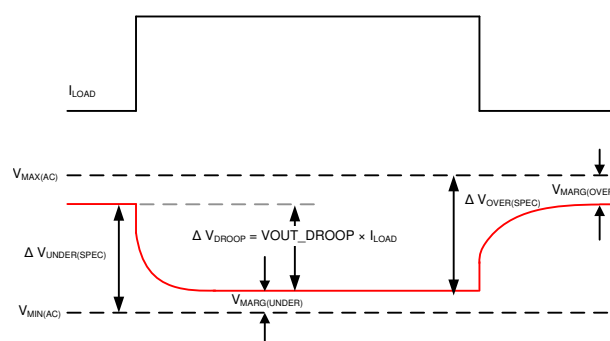 ILOAD
VMAX(AC)
VMARG(OVER
Δ VOVER(SPEC)
Δ VDROOP = VOUT_DROOP × ILOAD
Δ VUNDER(SPEC)
VMARG(UNDER)
VMIN(AC)